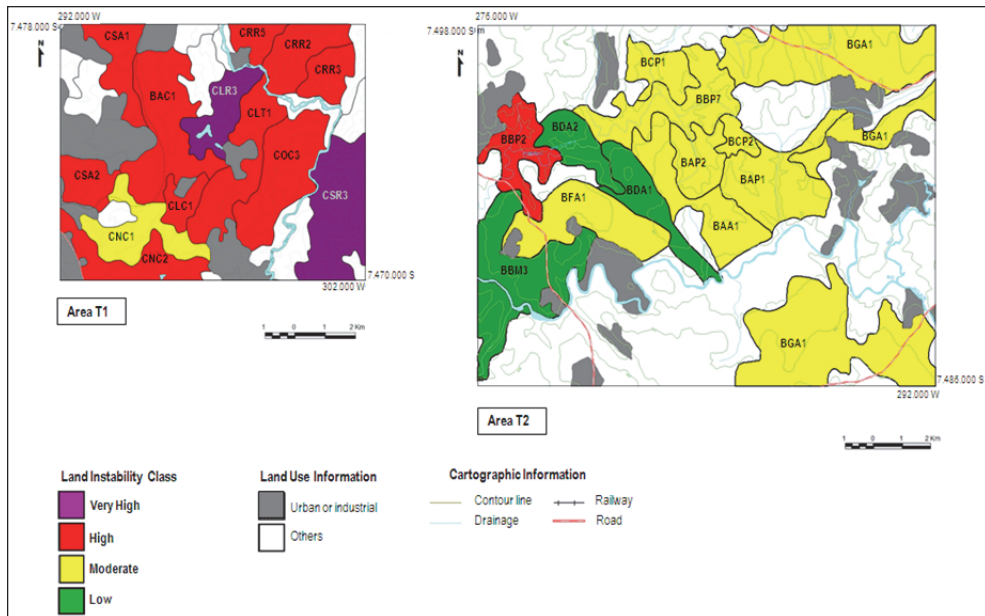 292.000 W
7.478.000 S
N
CSA1
CRR5
CRR2
CRR3
BAC1
CLR3
CLT1
COC3
CSA2
CSR3
CLC1
CNC1
CNC2
7.470.000 S
302.000 W
Area T1
1 0 1 2 Km
276.000 W
7.498.000 S
N
BGA1
BCP1
BBP7
BDA2
BBP2
BCP2
BGA1
BAP2
BAP1
BDA1
BFA1
BAA1
BBM3
BGA1
7.486.000 S
292.000 W
Area T2
1 0 1 2 Km
Land Instability Class
Very High
High
Moderate
Low
Land Use Information
Urban or industrial
Others
Cartographic Information
Contour line
Railway
Drainage
Road